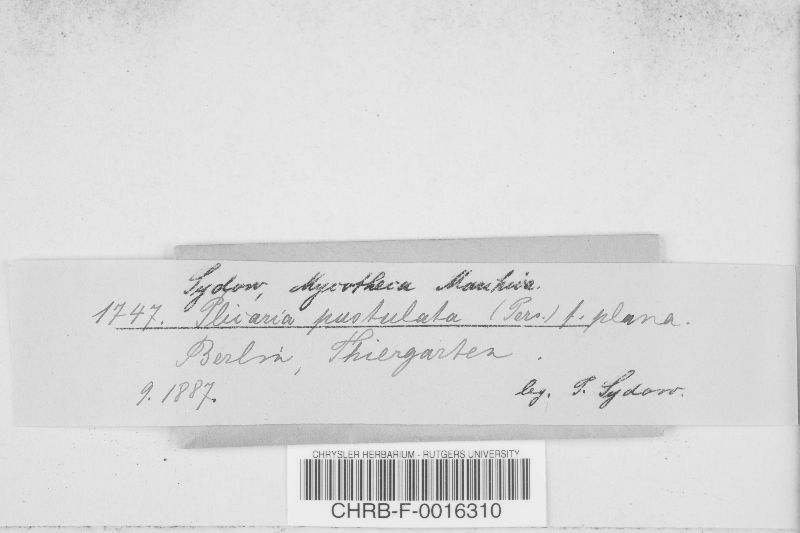 Sydow, Mycotheca Marchica.
1747. Plicaria pustulata (Pers.) f. plana.
Berlin, Thiergarten.
9. 1887.
leg. P. Sydow.
CHRYSLER HERBARIUM - RUTGERS UNIVERSITY
CHRB-F-0016310